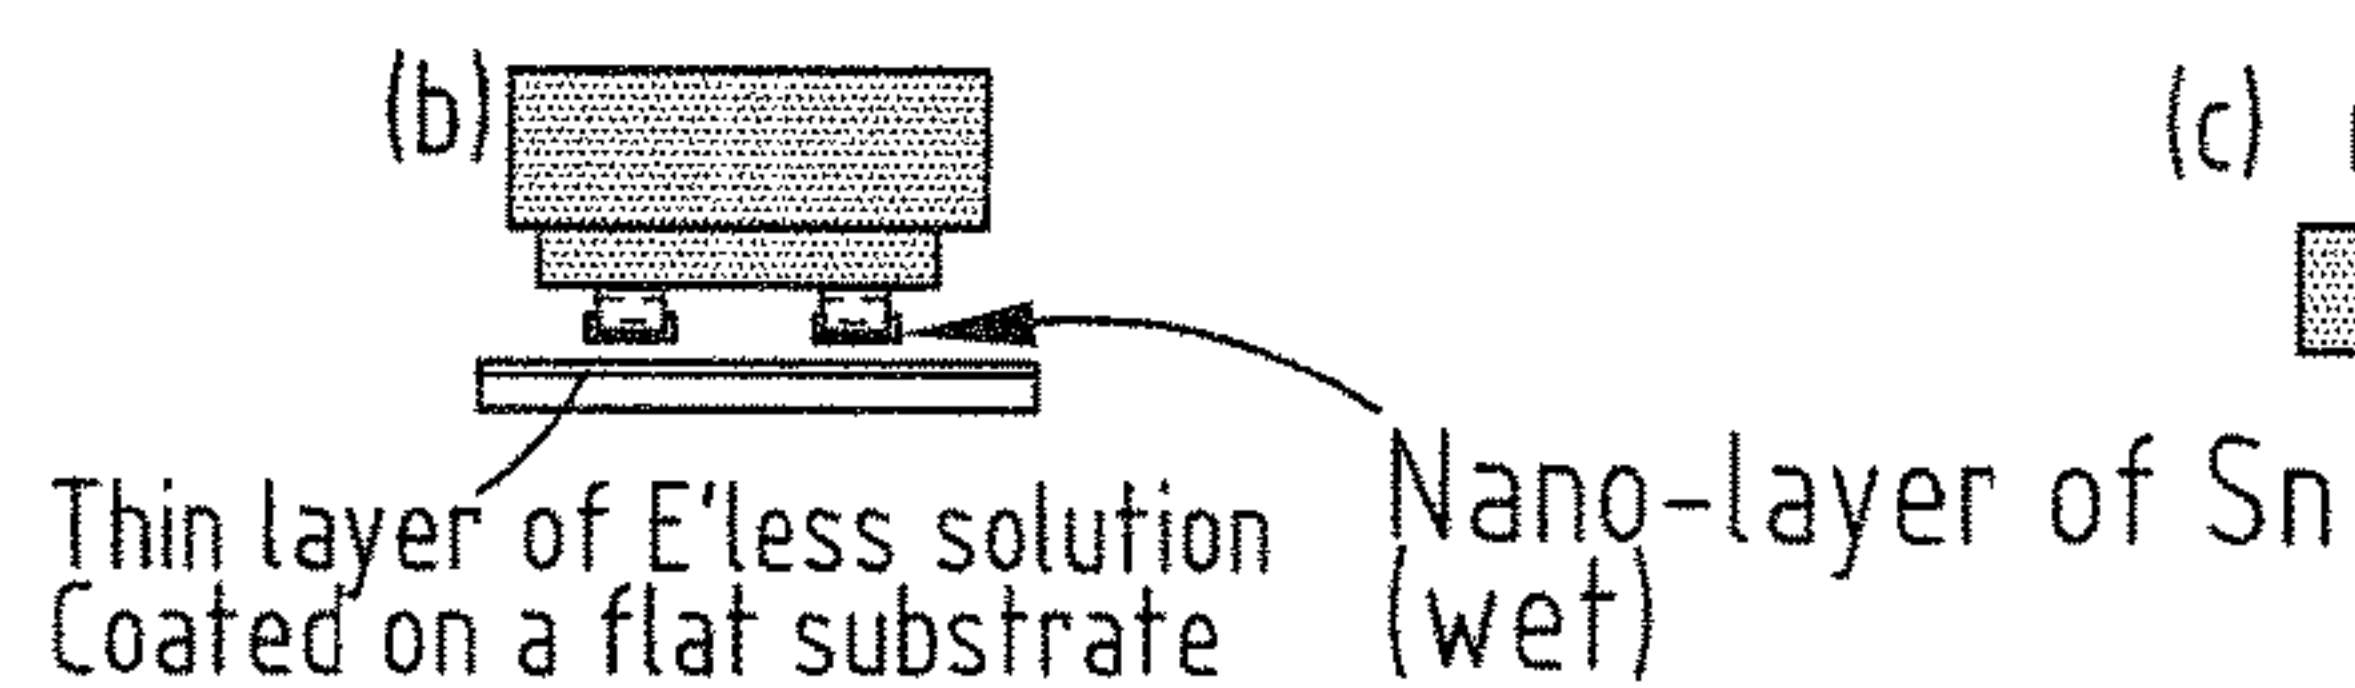 (b)
(c)
Thin layer of E'less solution
Coated on a flat substrate
Nano-layer of Sn
(wet)